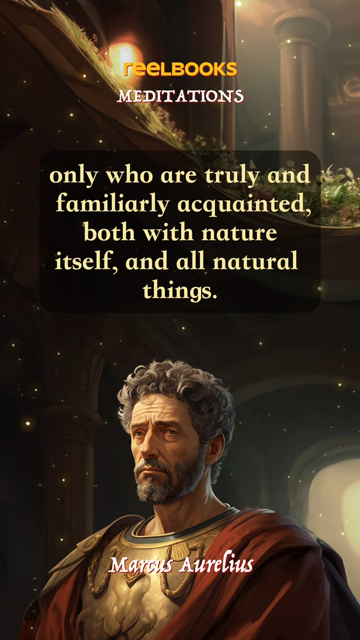 reelbooks
MEDITATIONS
only who are truly and
familiarly acquainted,
both with nature
itself, and all natural
things.
Marcus Aurelius